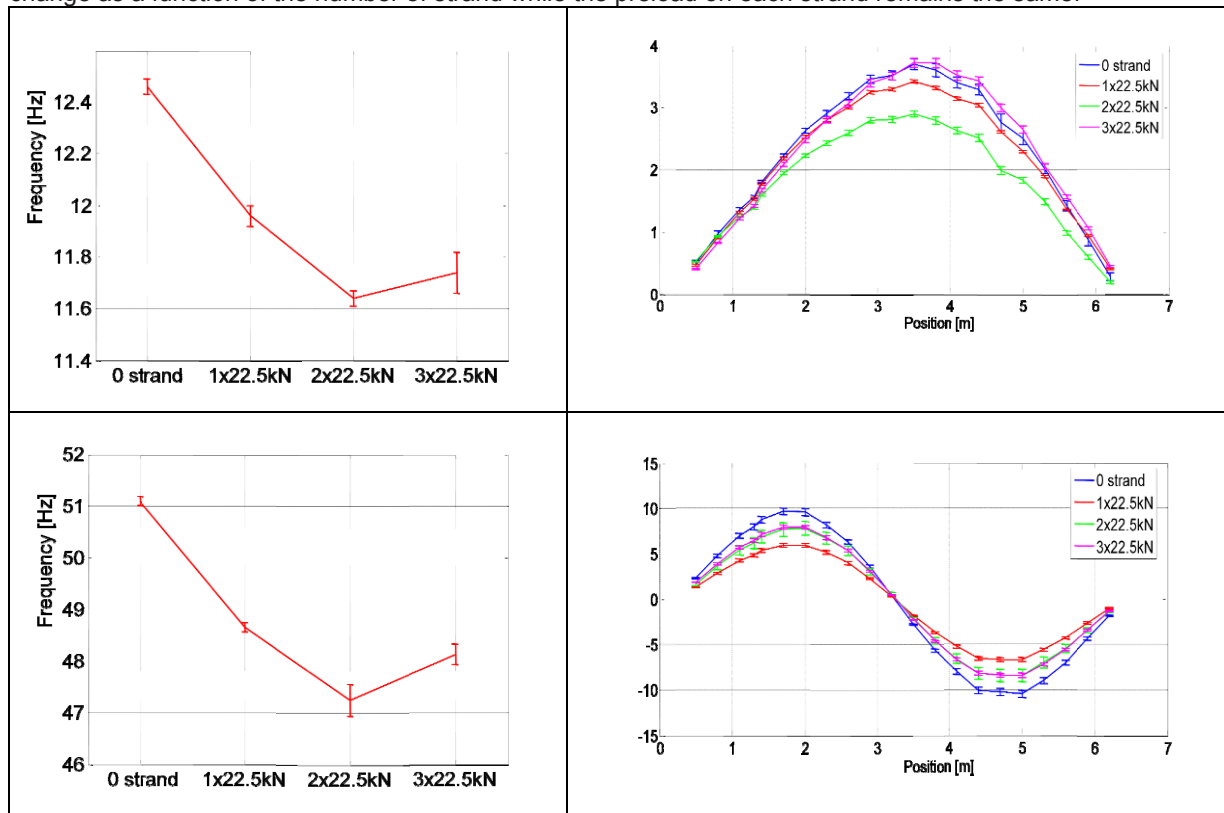 change as a function of the number of strand while the preload on each strand remains the same.
Frequency [Hz]
12.4
12.2
12
11.8
11.6
11.4
0 strand 1x22.5kN 2x22.5kN 3x22.5kN
4
3
2
1
0
0 1 2 3 4 5 6 7
Position [m]
0 strand
1x22.5kN
2x22.5kN
3x22.5kN
Frequency [Hz]
52
51
50
49
48
47
46
0 strand 1x22.5kN 2x22.5kN 3x22.5kN
15
10
5
0
-5
-10
-15
0 1 2 3 4 5 6 7
Position [m]
0 strand
1x22.5kN
2x22.5kN
3x22.5kN